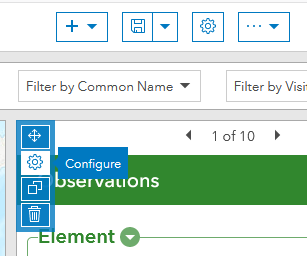 Filter by Common Name
Filter by Visi
1 of 10
Configure
bservations
Element